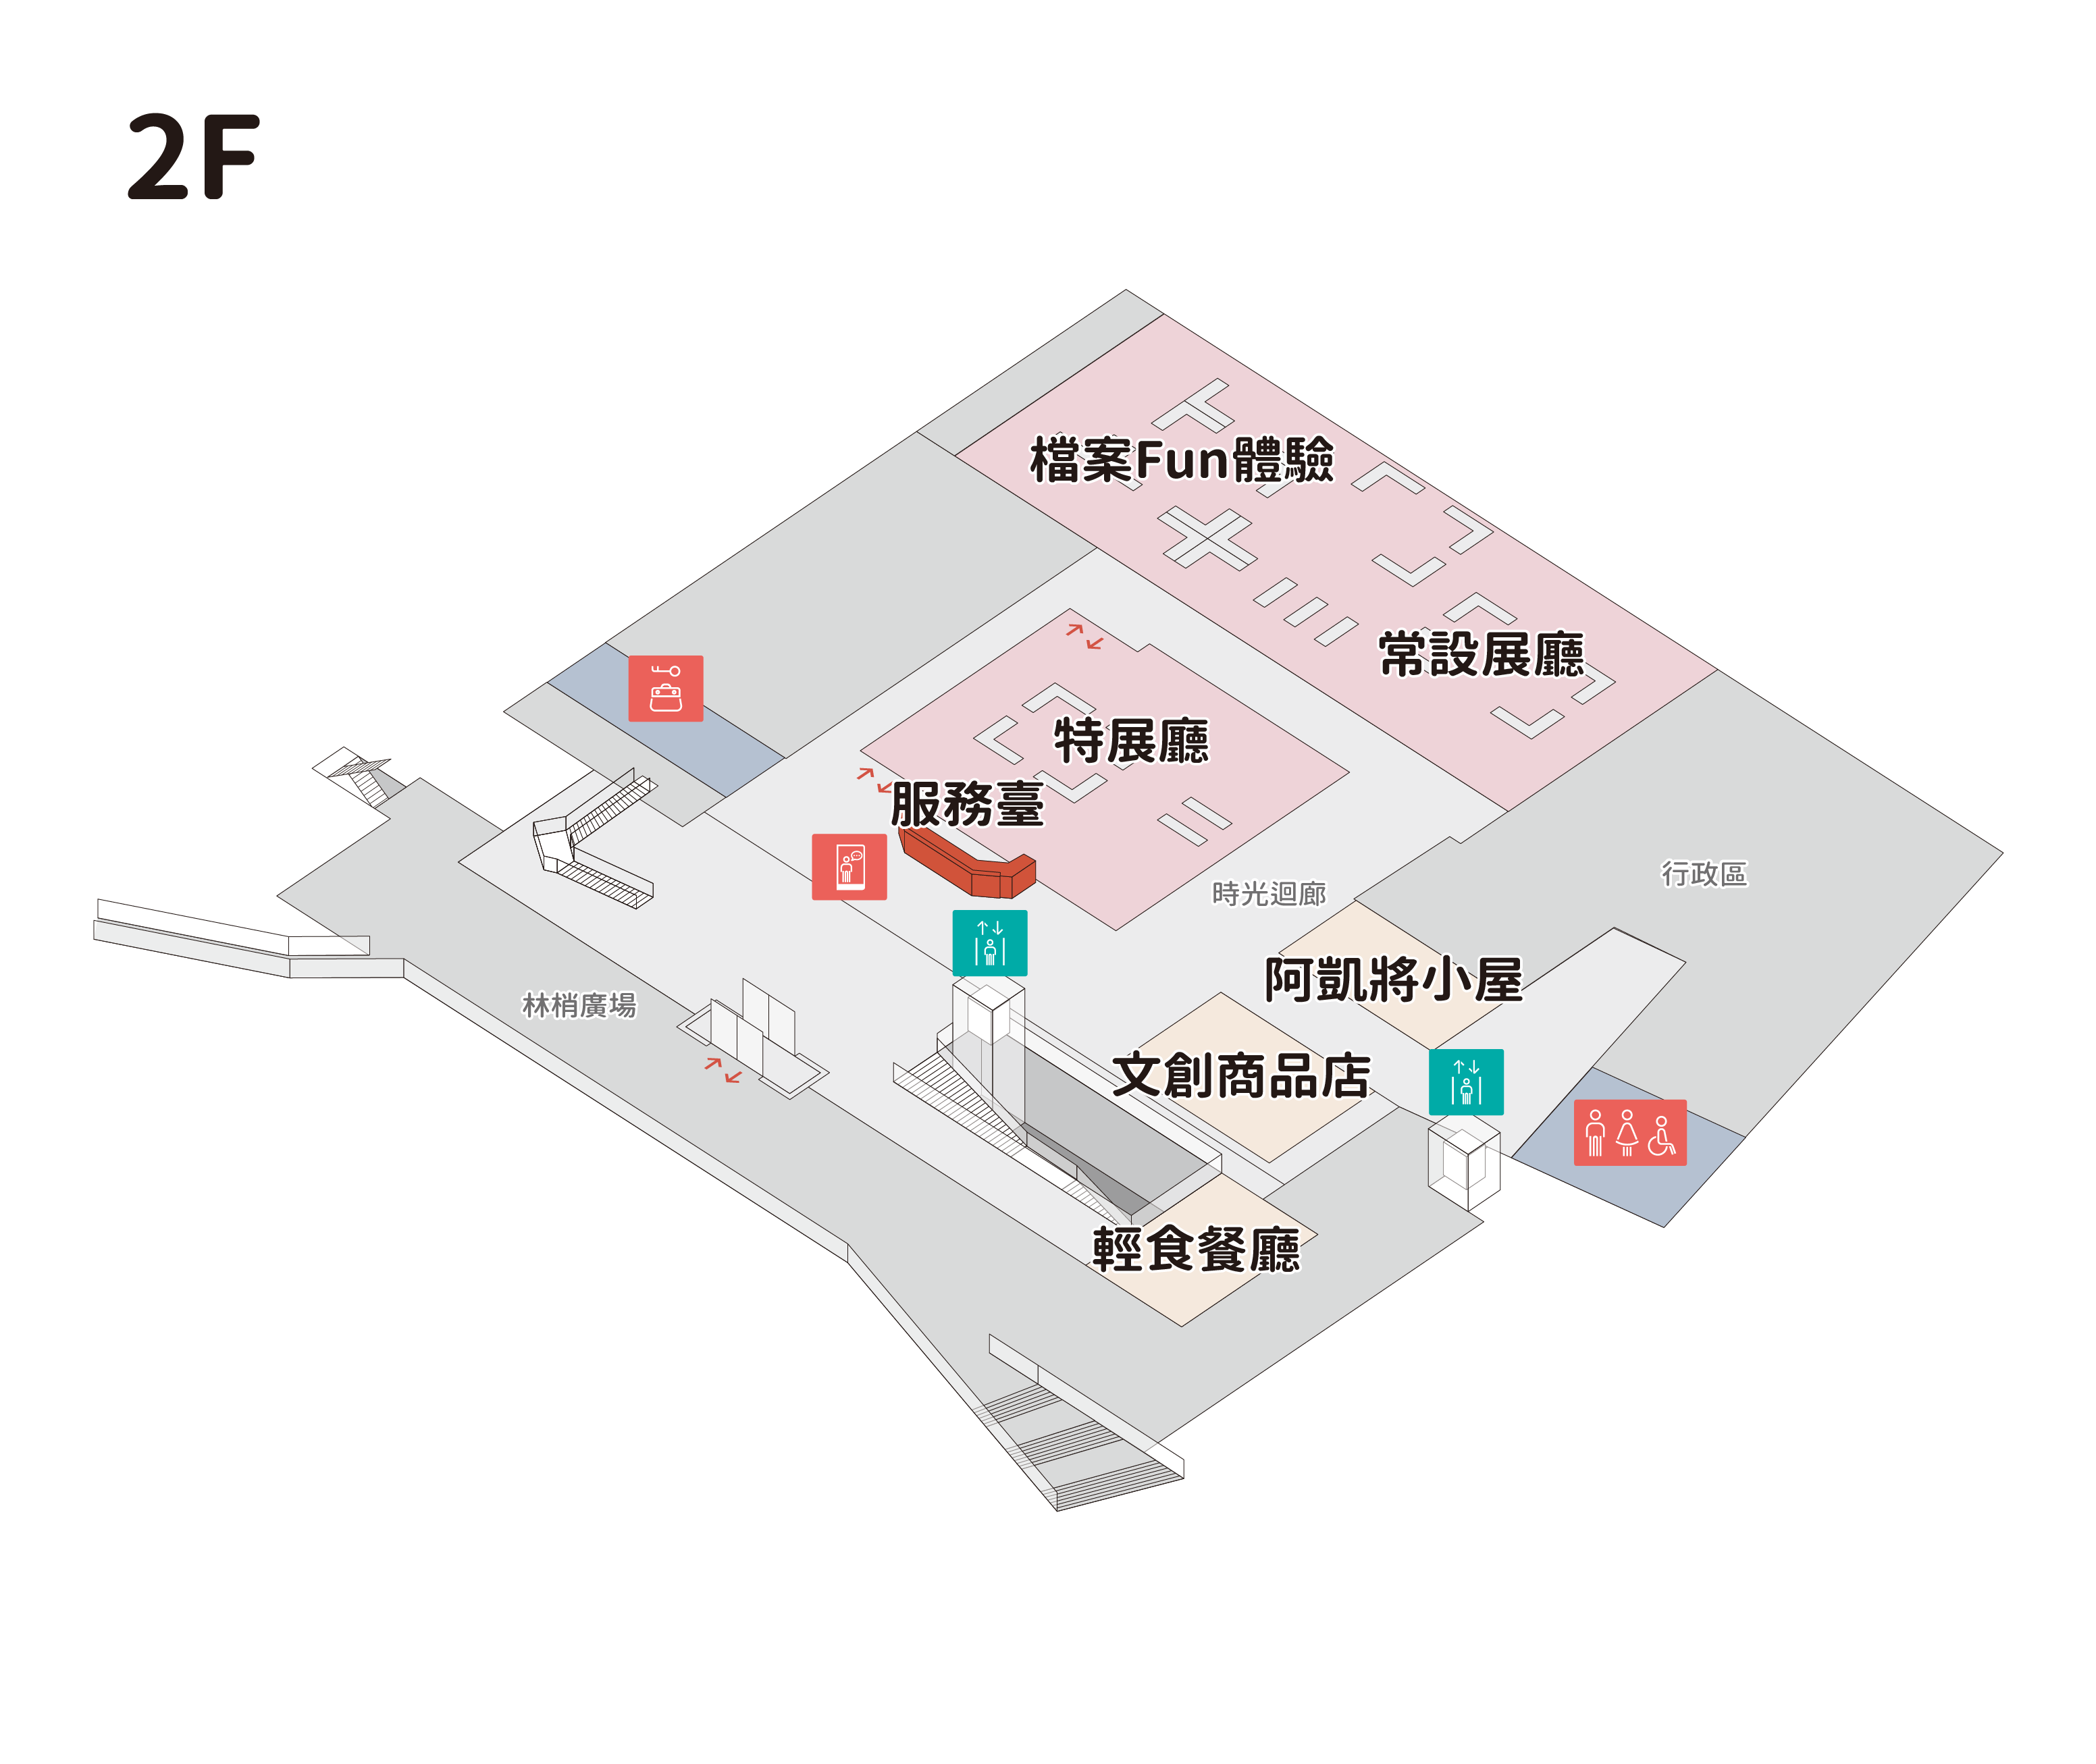 2F
檔案Fun體驗
常設展廳
特展廳
服務臺
時光迴廊
行政區
阿凱將小屋
林梢廣場
文創商品店
輕食餐廳